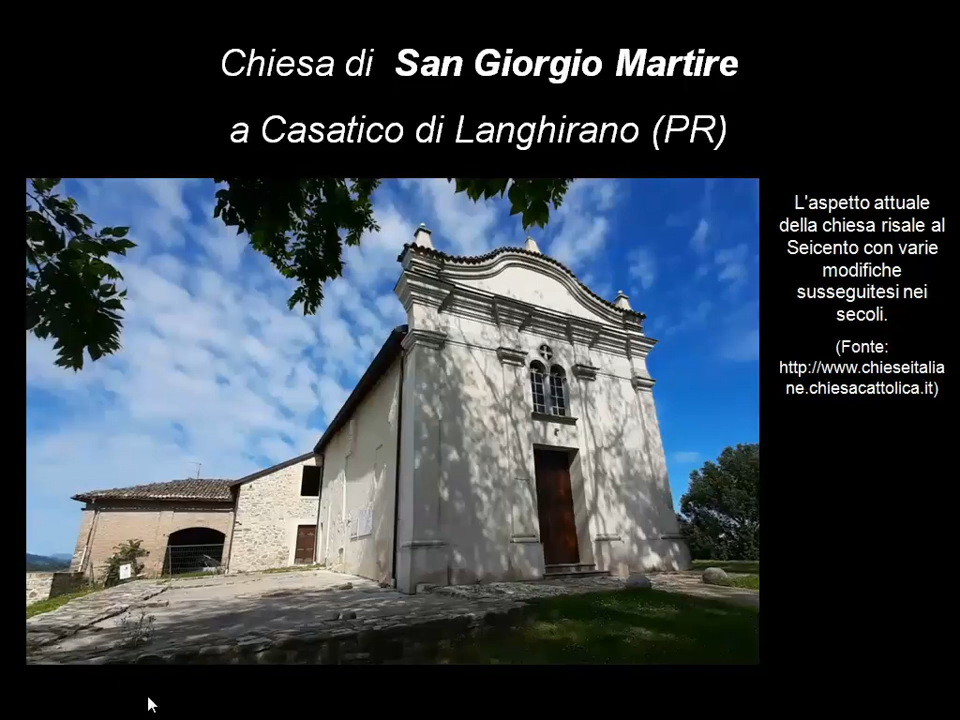 Chiesa di San Giorgio Martire
a Casatico di Langhirano (PR)
L'aspetto attuale
della chiesa risale al
Seicento con varie
modifiche
susseguitesi nei
secoli.
(Fonte:
http://www.chieseitalia
ne.chiesacattolica.it)